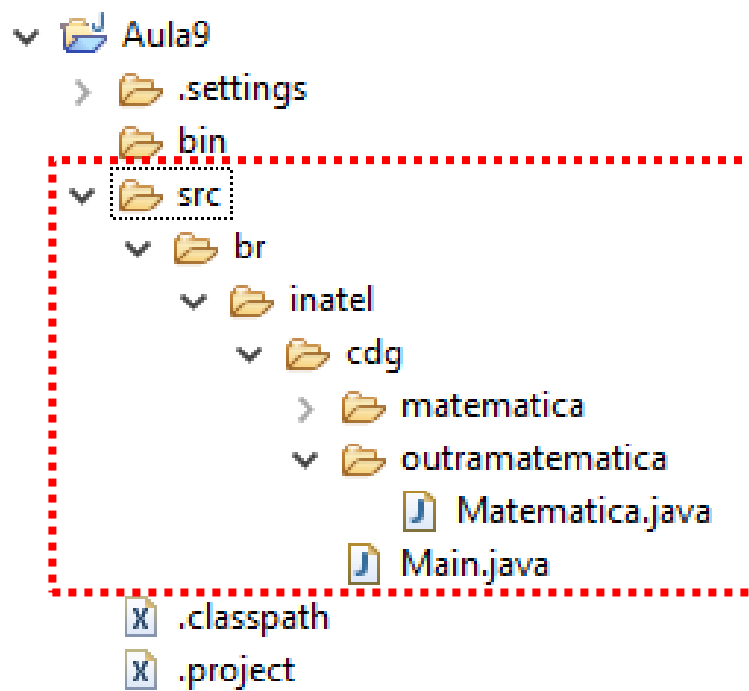 Aula9
.settings
bin
src
br
inatel
cdg
matematica
outramatematica
Matematica.java
Main.java
.classpath
.project